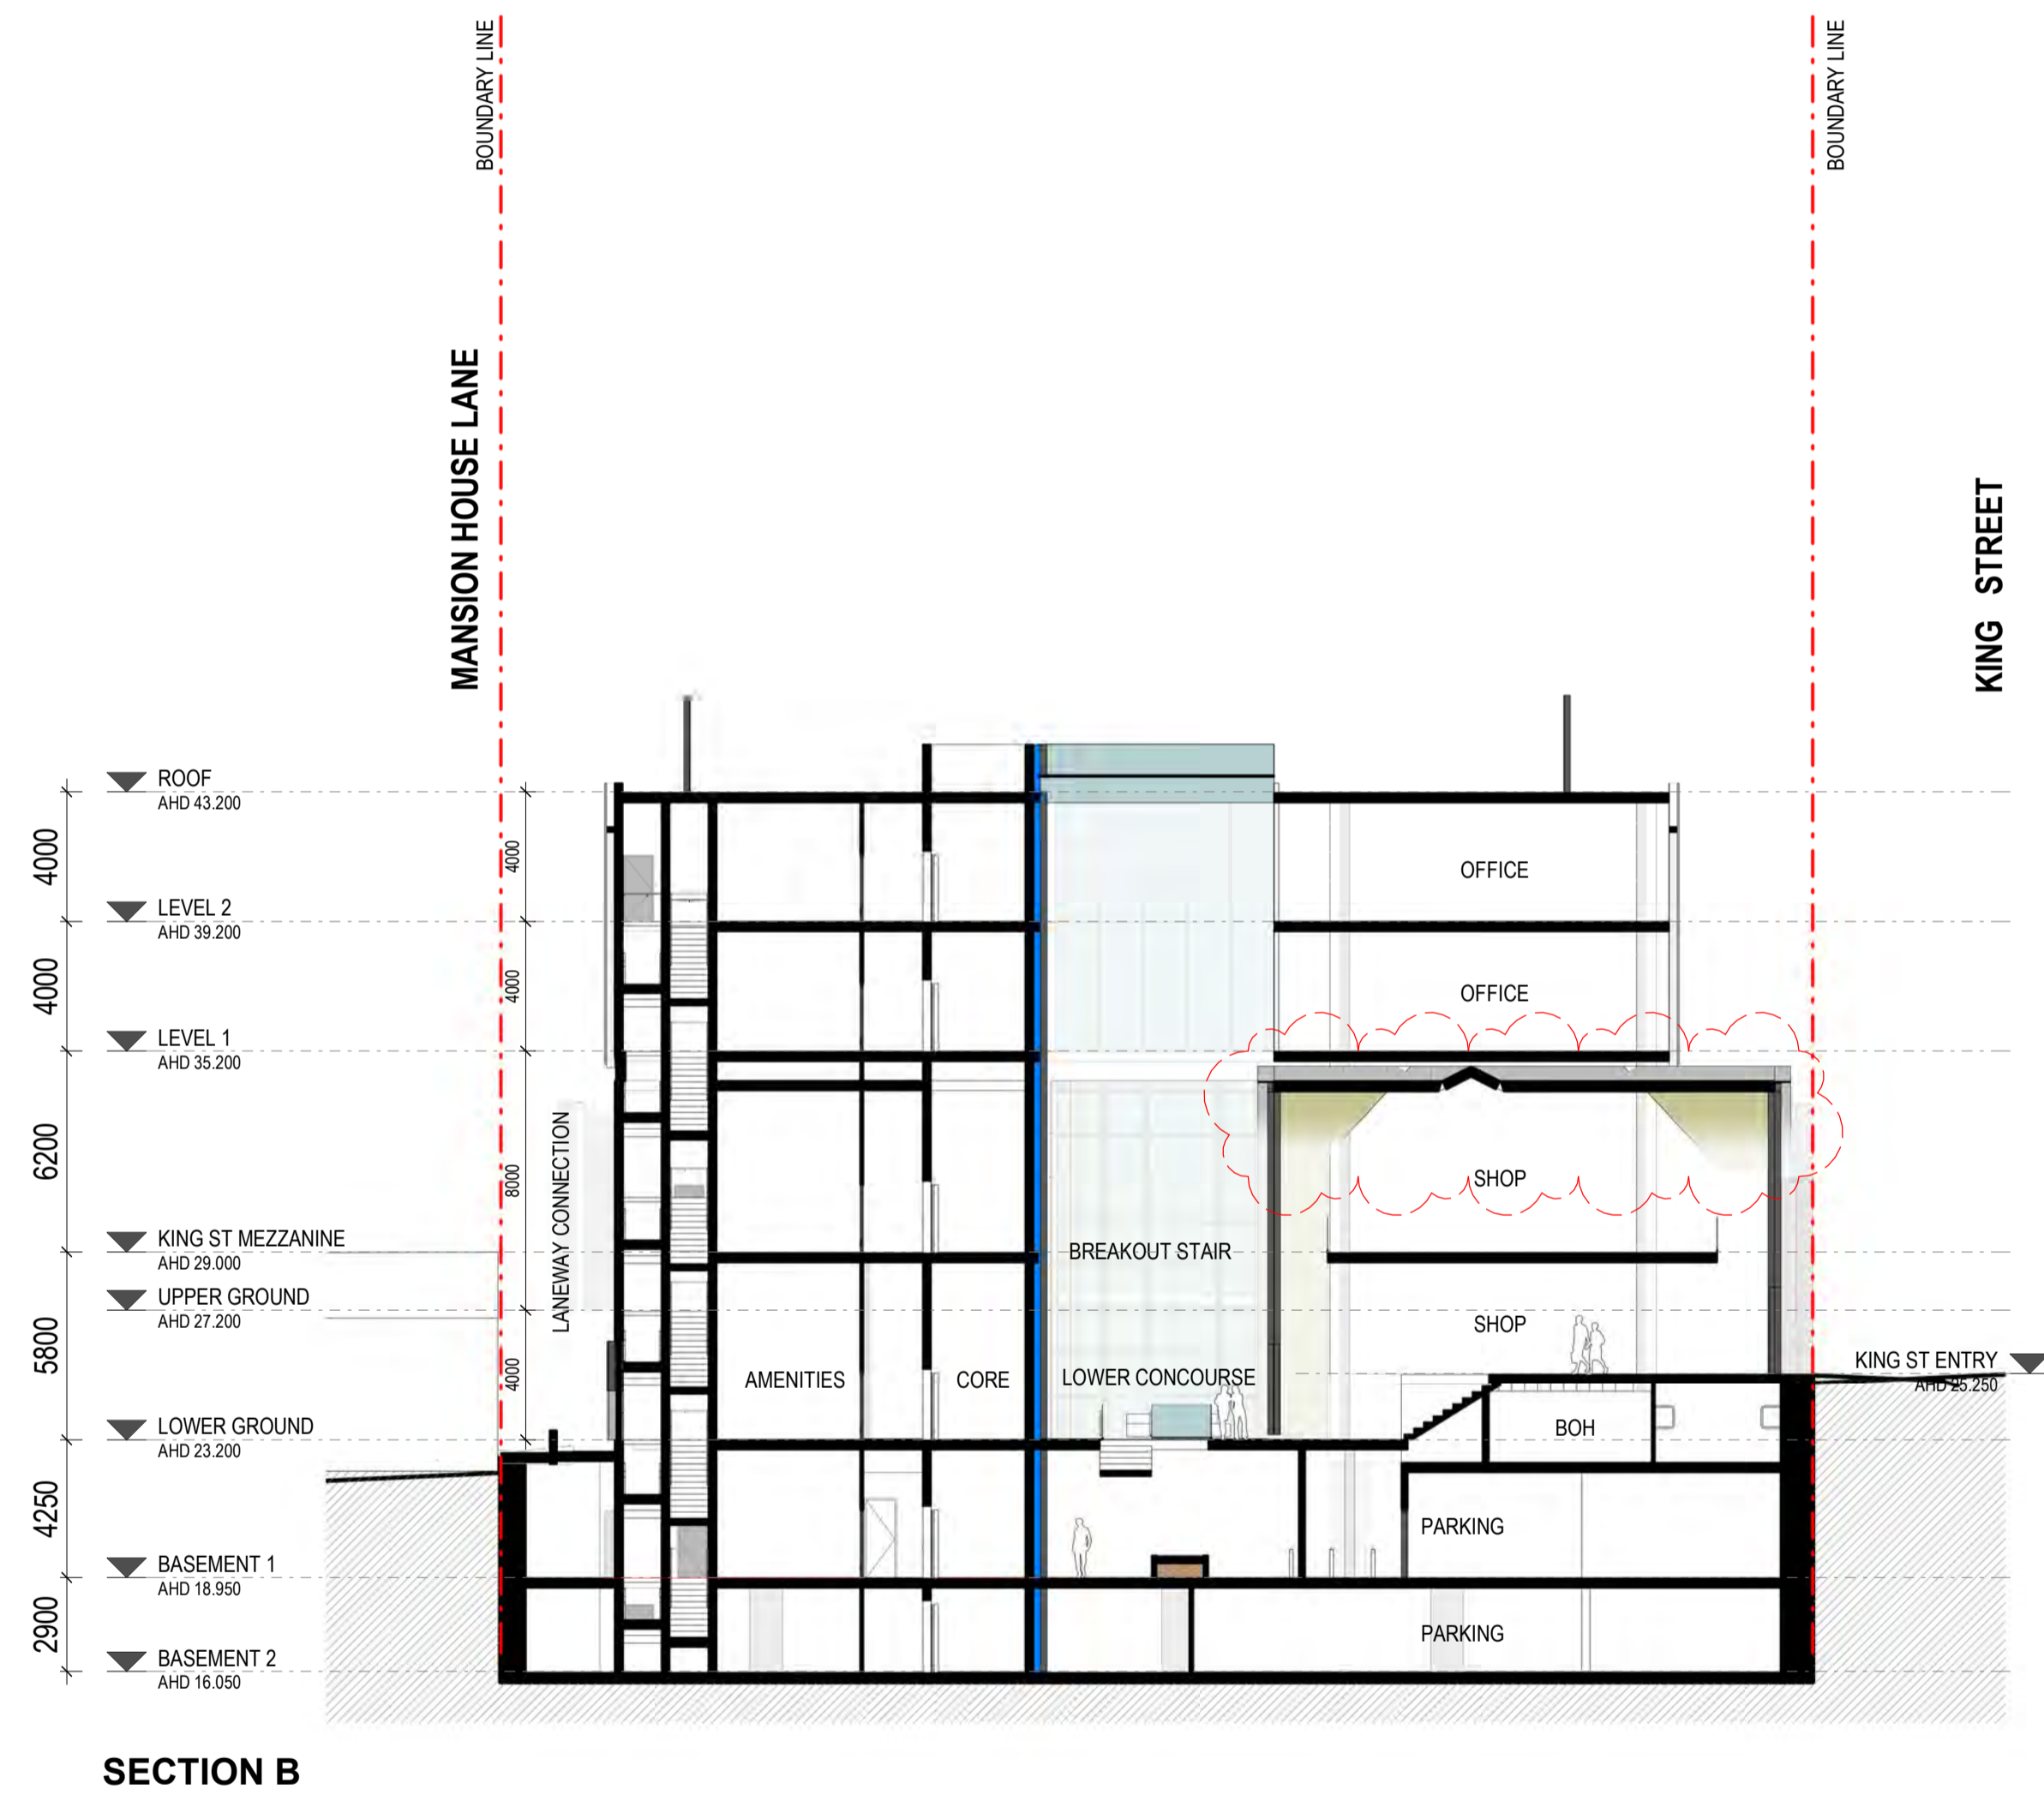 BOUNDARY LINE
BOUNDARY LINE
MANSION HOUSE LANE
KING STREET
ROOF
AHD 43.200
4000
4000
OFFICE
LEVEL 2
AHD 39.200
4000
4000
OFFICE
LEVEL 1
AHD 35.200
6200
8000
LANEWAY CONNECTION
SHOP
KING ST MEZZANINE
AHD 29.000
BREAKOUT STAIR
UPPER GROUND
AHD 27.200
5800
4000
SHOP
AMENITIES
CORE
LOWER CONCOURSE
KING ST ENTRY
AHD 25.250
LOWER GROUND
AHD 23.200
BOH
4250
PARKING
BASEMENT 1
AHD 18.950
2900
PARKING
BASEMENT 2
AHD 16.050
SECTION B